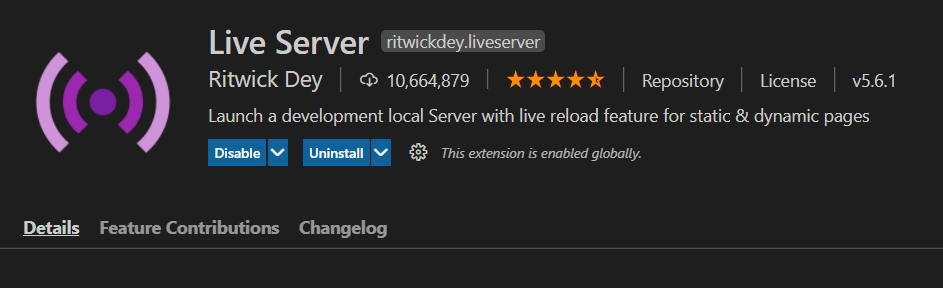 Live Server ritwickdey.liveserver
Ritwick Dey 10,664,879 Repository License v5.6.1
Launch a development local Server with live reload feature for static & dynamic pages
Disable Uninstall This extension is enabled globally.
Details Feature Contributions Changelog